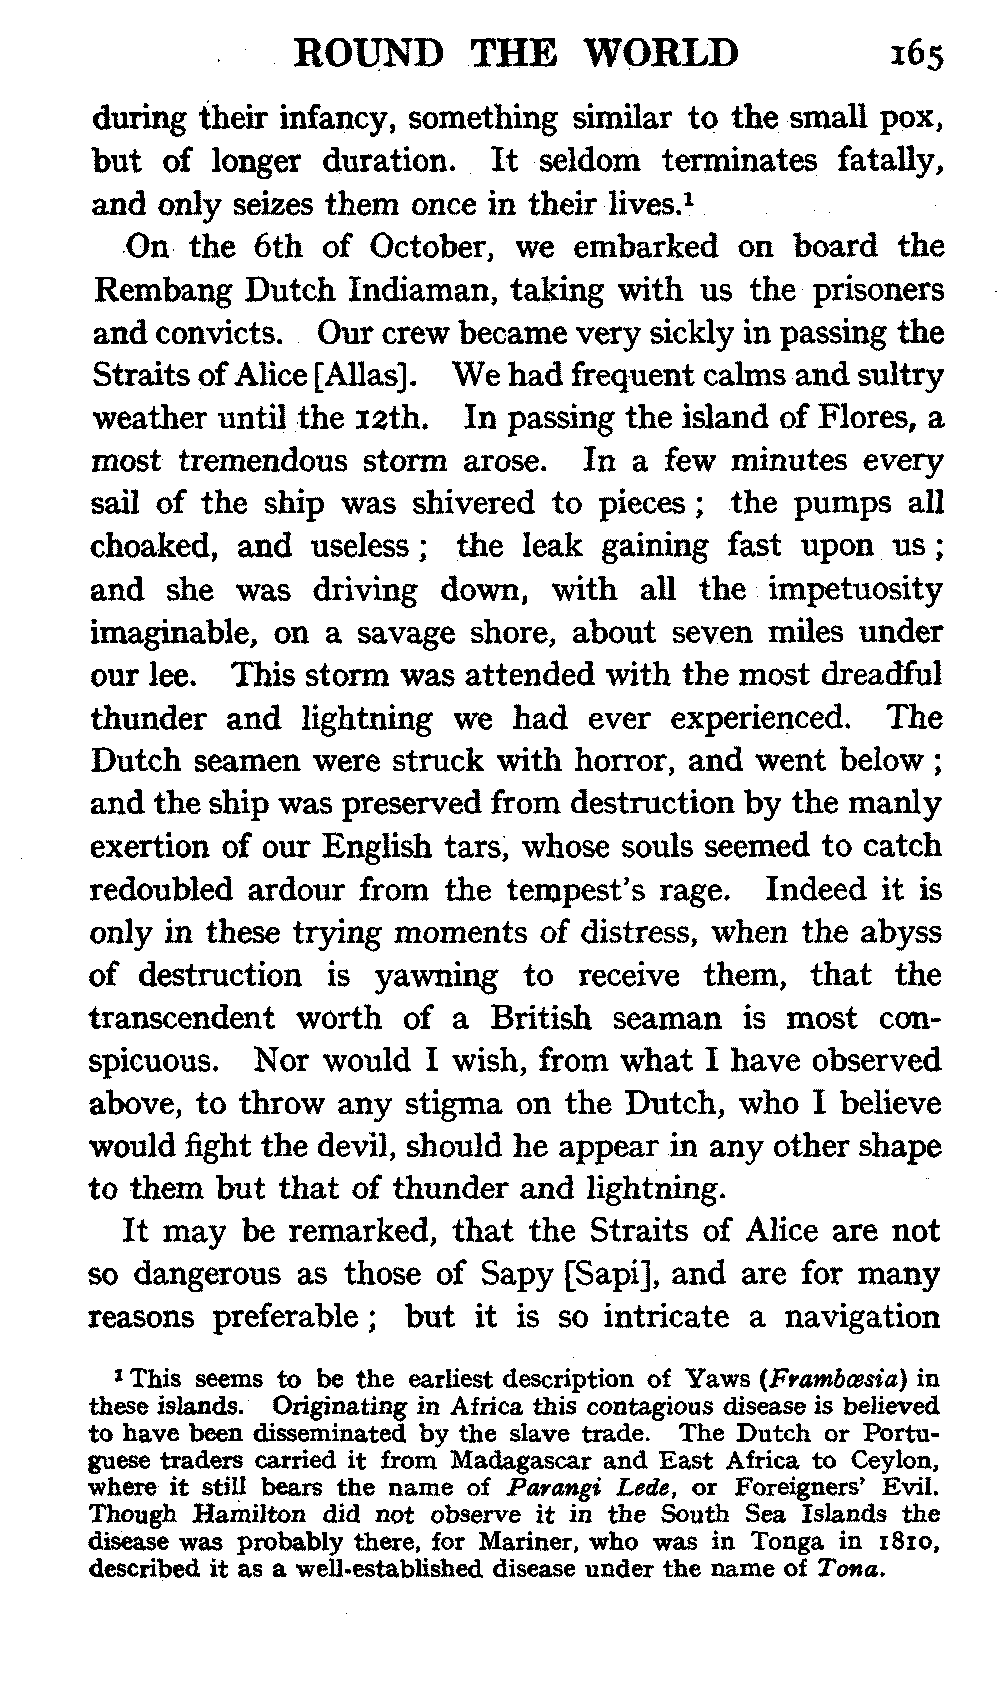 ROUND THE WORLD 165
during their infancy, something similar to the small pox,
but of longer duration. It seldom terminates fatally,
and only seizes them once in their lives.¹
On the 6th of October, we embarked on board the
Rembang Dutch Indiaman, taking with us the prisoners
and convicts. Our crew became very sickly in passing the
Straits of Alice [Allas]. We had frequent calms and sultry
weather until the 12th. In passing the island of Flores, a
most tremendous storm arose. In a few minutes every
sail of the ship was shivered to pieces ; the pumps all
choaked, and useless ; the leak gaining fast upon us ;
and she was driving down, with all the impetuosity
imaginable, on a savage shore, about seven miles under
our lee. This storm was attended with the most dreadful
thunder and lightning we had ever experienced. The
Dutch seamen were struck with horror, and went below ;
and the ship was preserved from destruction by the manly
exertion of our English tars, whose souls seemed to catch
redoubled ardour from the tempest's rage. Indeed it is
only in these trying moments of distress, when the abyss
of destruction is yawning to receive them, that the
transcendent worth of a British seaman is most con-
spicuous. Nor would I wish, from what I have observed
above, to throw any stigma on the Dutch, who I believe
would fight the devil, should he appear in any other shape
to them but that of thunder and lightning.
It may be remarked, that the Straits of Alice are not
so dangerous as those of Sapy [Sapi], and are for many
reasons preferable ; but it is so intricate a navigation
¹ This seems to be the earliest description of Yaws (Frambœsia) in
these islands. Originating in Africa this contagious disease is believed
to have been disseminated by the slave trade. The Dutch or Portu-
guese traders carried it from Madagascar and East Africa to Ceylon,
where it still bears the name of Parangi Lede, or Foreigners' Evil.
Though Hamilton did not observe it in the South Sea Islands the
disease was probably there, for Mariner, who was in Tonga in 1810,
described it as a well-established disease under the name of Tona.